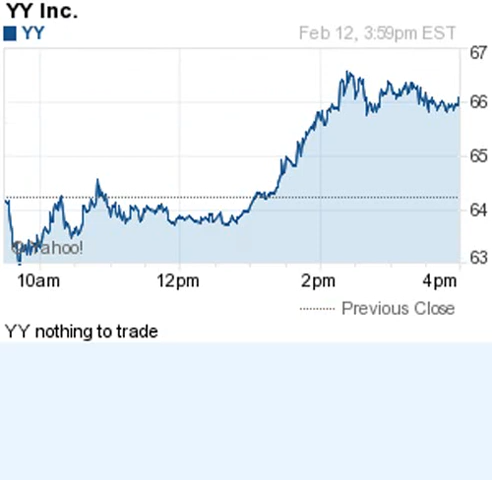 YY Inc.
YY Feb 12, 3:59pm EST
67
66
65
64
63
©Yahoo!
10am 12pm 2pm 4pm
Previous Close
YY nothing to trade